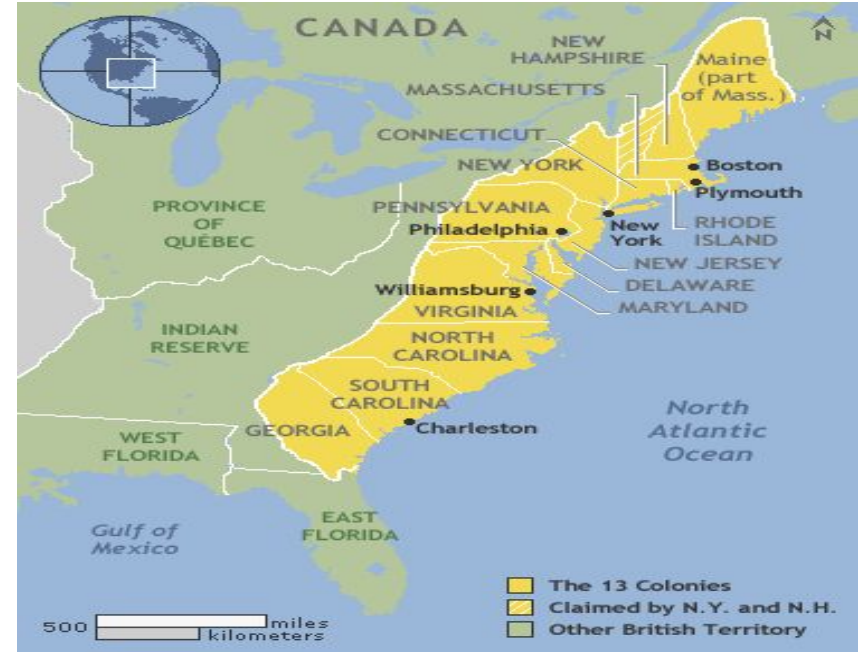 CANADA
N
NEW
HAMPSHIRE
Maine
(part
of Mass.)
MASSACHUSETTS
CONNECTICUT
NEW YORK
Boston
Plymouth
PROVINCE
OF
QUÉBEC
PENNSYLVANIA
Philadelphia
New
York
RHODE
ISLAND
NEW JERSEY
DELAWARE
MARYLAND
Williamsburg
VIRGINIA
INDIAN
RESERVE
NORTH
CAROLINA
SOUTH
CAROLINA
GEORGIA
Charleston
North
Atlantic
Ocean
WEST
FLORIDA
EAST
FLORIDA
Gulf of
Mexico
The 13 Colonies
Claimed by N.Y. and N.H.
Other British Territory
500
miles
kilometers